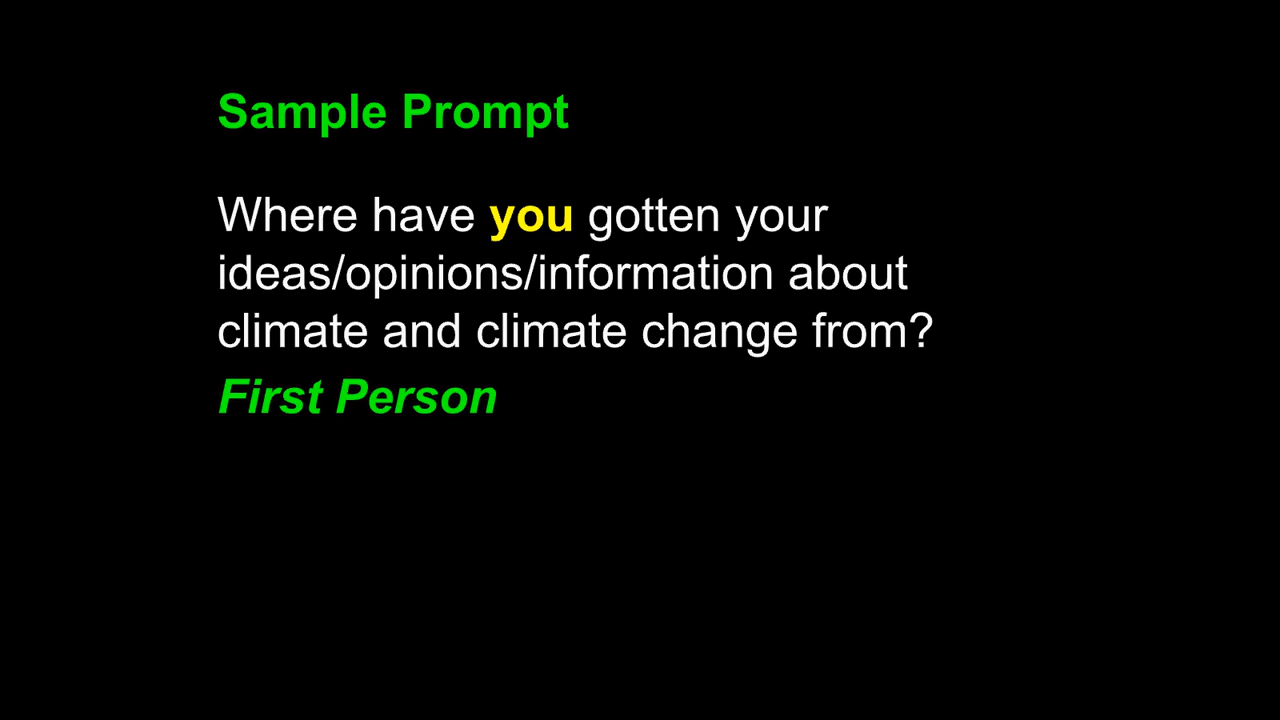 Sample Prompt
Where have you gotten your
ideas/opinions/information about
climate and climate change from?
First Person